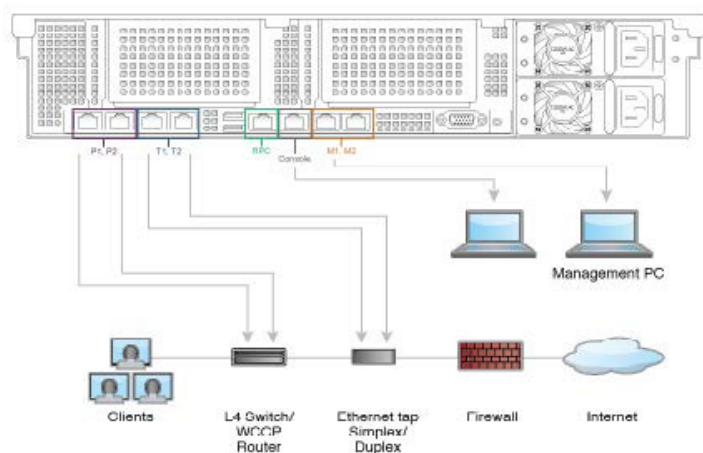 P1, P2
T1, T2
RPC
Console
M1, M2
Management PC
Clients
L4 Switch/
WCCP
Router
Ethernet tap
Simplex/
Duplex
Firewall
Internet